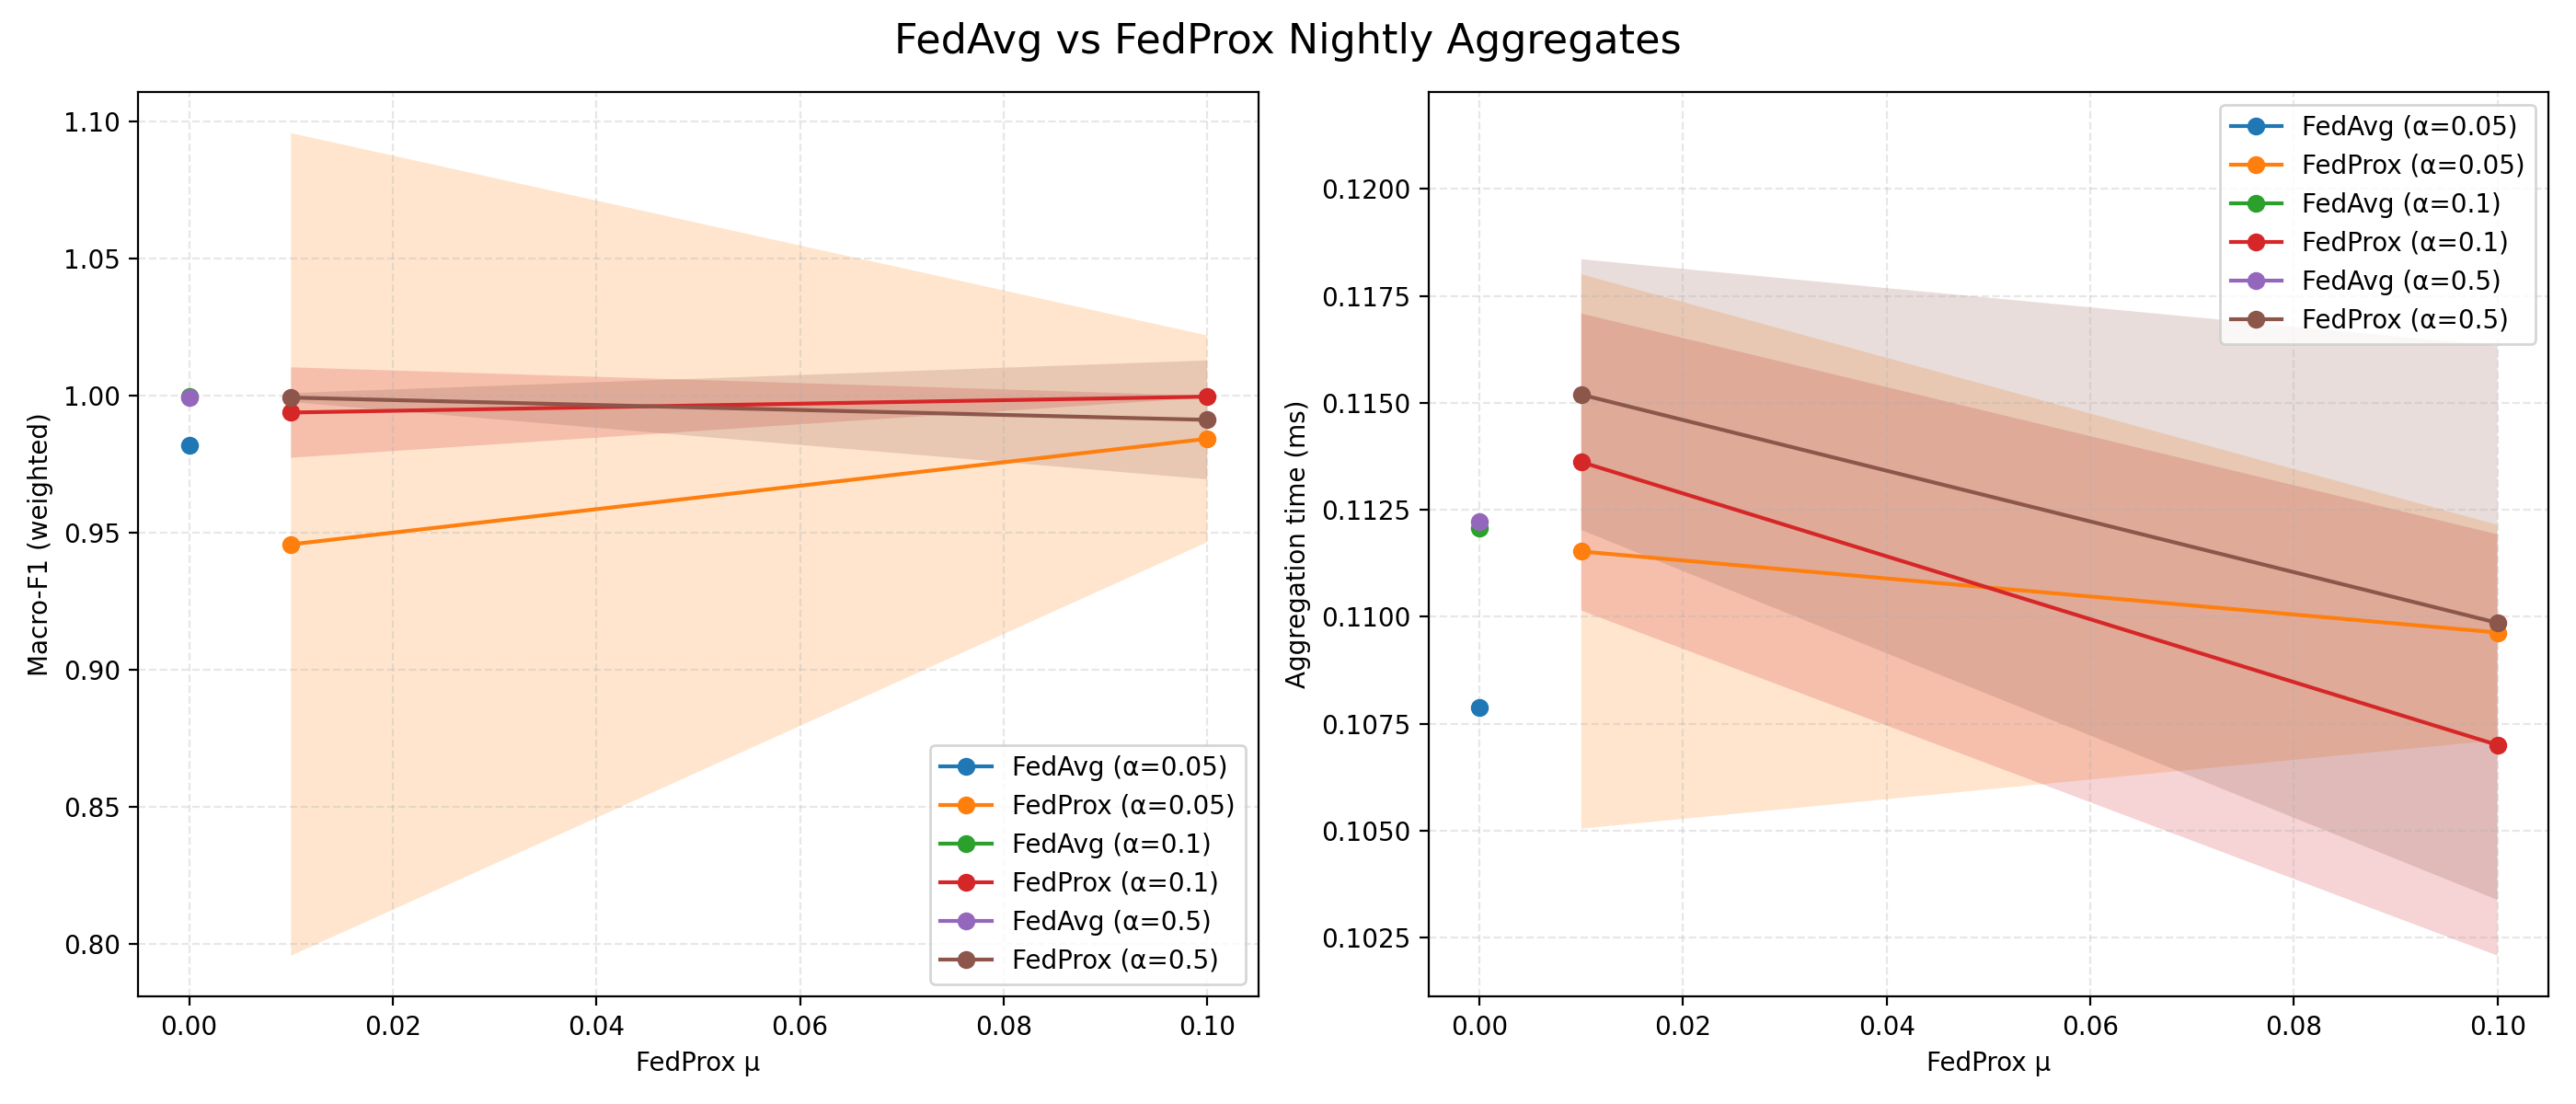 FedAvg vs FedProx Nightly Aggregates
Macro-F1 (weighted)
1.10
1.05
1.00
0.95
0.90
0.85
0.80
0.00 0.02 0.04 0.06 0.08 0.10
FedProx μ
FedAvg (α=0.05)
FedProx (α=0.05)
FedAvg (α=0.1)
FedProx (α=0.1)
FedAvg (α=0.5)
FedProx (α=0.5)
Aggregation time (ms)
0.1200
0.1175
0.1150
0.1125
0.1100
0.1075
0.1050
0.1025
0.00 0.02 0.04 0.06 0.08 0.10
FedProx μ
FedAvg (α=0.05)
FedProx (α=0.05)
FedAvg (α=0.1)
FedProx (α=0.1)
FedAvg (α=0.5)
FedProx (α=0.5)